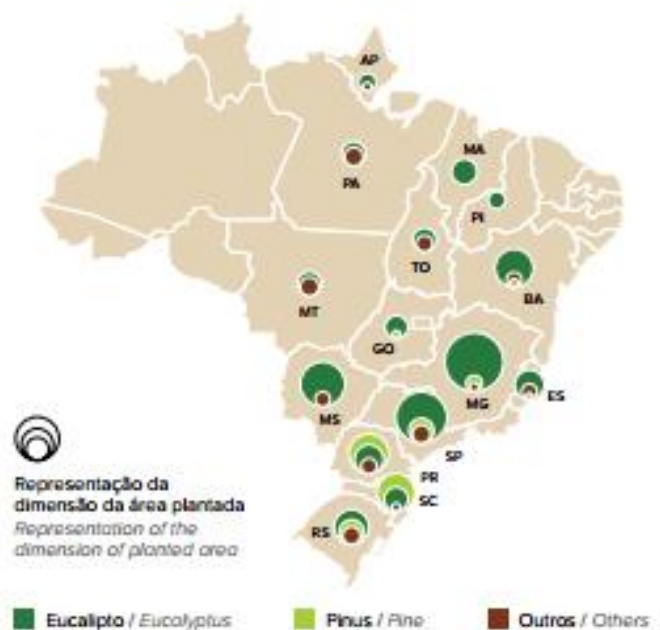 AP
PA
MA
PI
TO
BA
MT
GO
MG
ES
MS
SP
PR
SC
RS
Representação da
dimensão da área plantada
Representation of the
dimension of planted area
Eucalipto / Eucalyptus
Pinus / Pine
Outros / Others